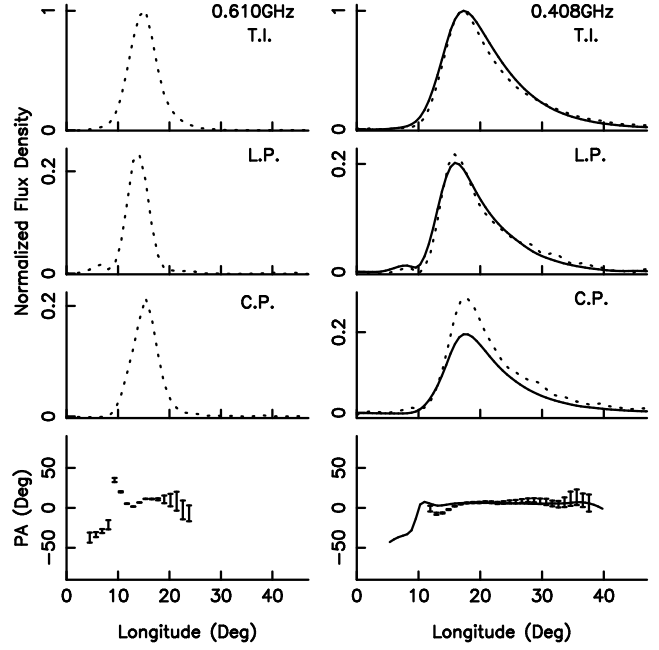 0.610GHz
T.I.
1
0
L.P.
0.2
0
C.P.
0.2
0
50
0
−50
0 10 20 30 40
Longitude (Deg)
Normalized Flux Density
PA (Deg)
0.408GHz
T.I.
1
0
L.P.
0.2
0
C.P.
0.2
0
50
0
−50
0 10 20 30 40
Longitude (Deg)